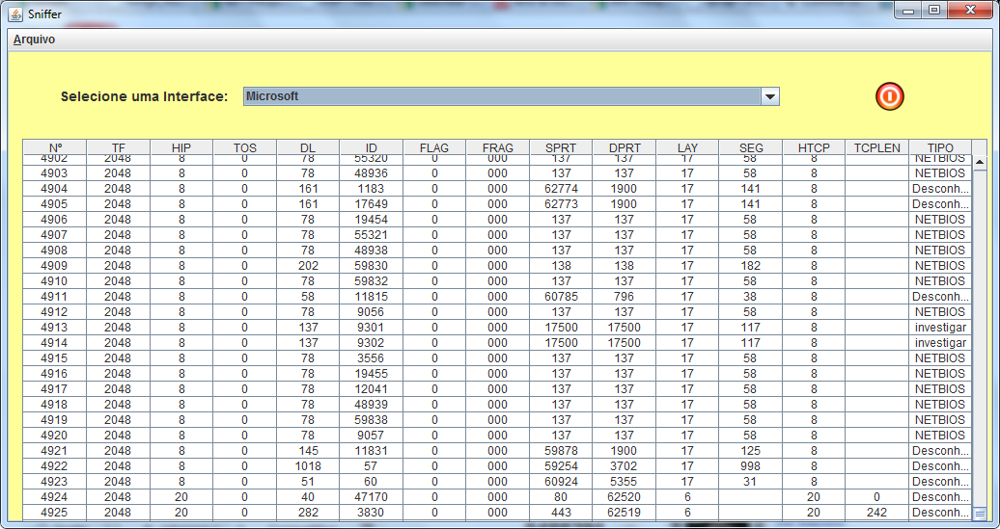 Sniffer
Arquivo
Selecione uma Interface: Microsoft
Nº TF HIP TOS DL ID FLAG FRAG SPRT DPRT LAY SEG HTCP TCPLEN TIPO
4902 2048 8 0 78 55320 0 000 137 137 17 58 8 NETBIOS
4903 2048 8 0 78 48936 0 000 137 137 17 58 8 NETBIOS
4904 2048 8 0 161 1183 0 000 62774 1900 17 141 8 Desconh...
4905 2048 8 0 161 17649 0 000 62773 1900 17 141 8 Desconh...
4906 2048 8 0 78 19454 0 000 137 137 17 58 8 NETBIOS
4907 2048 8 0 78 55321 0 000 137 137 17 58 8 NETBIOS
4908 2048 8 0 78 48938 0 000 137 137 17 58 8 NETBIOS
4909 2048 8 0 202 59830 0 000 138 138 17 182 8 NETBIOS
4910 2048 8 0 78 59832 0 000 137 137 17 58 8 NETBIOS
4911 2048 8 0 58 11815 0 000 60785 796 17 38 8 Desconh...
4912 2048 8 0 78 9056 0 000 137 137 17 58 8 NETBIOS
4913 2048 8 0 137 9301 0 000 17500 17500 17 117 8 investigar
4914 2048 8 0 137 9302 0 000 17500 17500 17 117 8 investigar
4915 2048 8 0 78 3556 0 000 137 137 17 58 8 NETBIOS
4916 2048 8 0 78 19455 0 000 137 137 17 58 8 NETBIOS
4917 2048 8 0 78 12041 0 000 137 137 17 58 8 NETBIOS
4918 2048 8 0 78 48939 0 000 137 137 17 58 8 NETBIOS
4919 2048 8 0 78 59838 0 000 137 137 17 58 8 NETBIOS
4920 2048 8 0 78 9057 0 000 137 137 17 58 8 NETBIOS
4921 2048 8 0 145 11831 0 000 59878 1900 17 125 8 Desconh...
4922 2048 8 0 1018 57 0 000 59254 3702 17 998 8 Desconh...
4923 2048 8 0 51 60 0 000 60924 5355 17 31 8 Desconh...
4924 2048 20 0 40 47170 0 000 80 62520 6 20 0 Desconh...
4925 2048 20 0 282 3830 0 000 443 62519 6 20 242 Desconh...